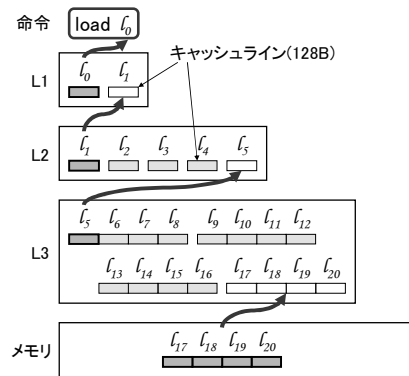 命令 load l₀
キャッシュライン(128B)
L1 l₀ l₁
L2 l₁ l₂ l₃ l₄ l₅
L3 l₅ l₆ l₇ l₈ l₉ l₁₀ l₁₁ l₁₂
l₁₃ l₁₄ l₁₅ l₁₆ l₁₇ l₁₈ l₁₉ l₂₀
メモリ l₁₇ l₁₈ l₁₉ l₂₀